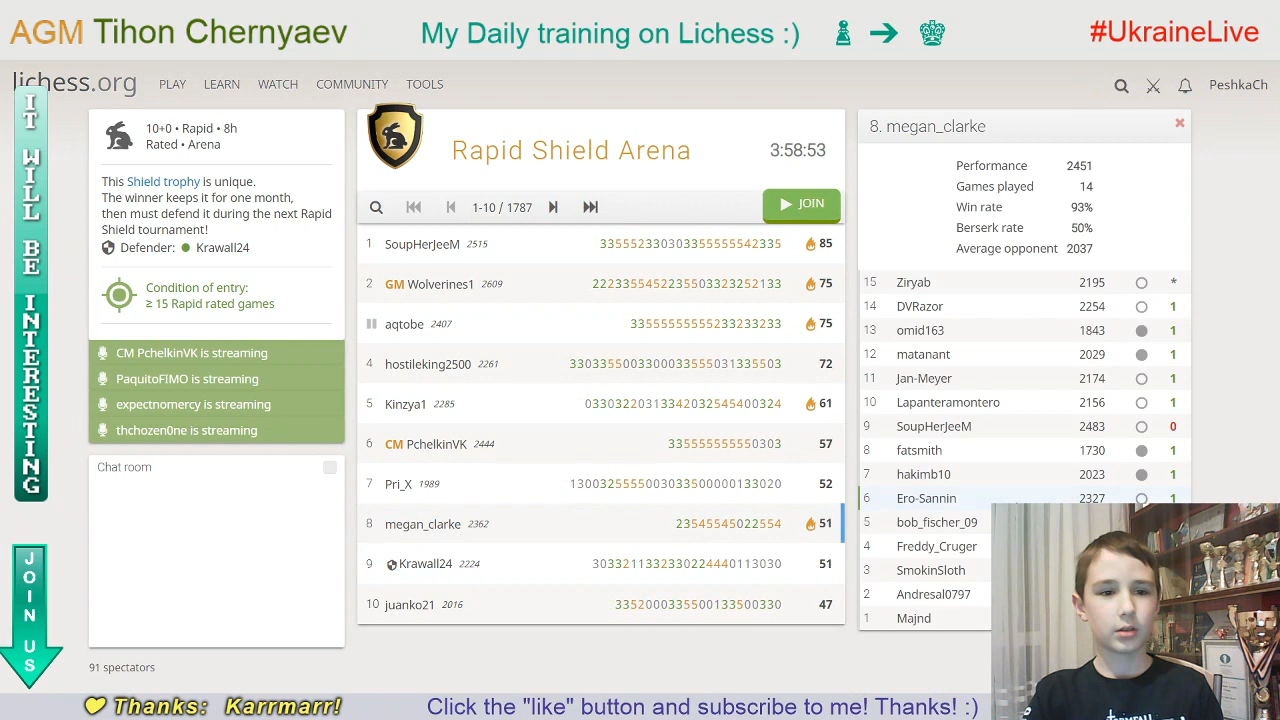 AGM Tihon Chernyaev
My Daily training on Lichess :)
#UkraineLive
lichess.org PLAY LEARN WATCH COMMUNITY TOOLS PeshkaCh
IT WILL BE INTERESTING
JOIN US
10+0 • Rapid • 8h
Rated • Arena
This Shield trophy is unique.
The winner keeps it for one month,
then must defend it during the next Rapid
Shield tournament!
Defender: Krawall24
Condition of entry:
≥ 15 Rapid rated games
CM PchelkinVK is streaming
PaquitoFIMO is streaming
expectnomercy is streaming
thchozen0ne is streaming
Chat room
91 spectators
Rapid Shield Arena 3:58:53
1-10 / 1787 JOIN
1 SoupHerJeeM 2515 3355523303033555555542335 85
2 GM Wolverines1 2609 2223355452235503323252133 75
aqtobe 2407 33555555555233233233 75
4 hostileking2500 2261 3303355003300033555031335503 72
5 Kinzya1 2285 03303220313342032545400324 61
6 CM PchelkinVK 2444 3355555555550303 57
7 Pri_X 1989 1300325555003033500000133020 52
8 megan_clarke 2362 23545545022554 51
9 Krawall24 2224 3033211332330224440113030 51
10 juanko21 2016 3352000335500133500330 47
8. megan_clarke
Performance 2451
Games played 14
Win rate 93%
Berserk rate 50%
Average opponent 2037
15 Ziryab 2195 *
14 DVRazor 2254 1
13 omid163 1843 1
12 matanant 2029 1
11 Jan-Meyer 2174 1
10 Lapanteramontero 2156 1
9 SoupHerJeeM 2483 0
8 fatsmith 1730 1
7 hakimb10 2023 1
6 Ero-Sannin 2327 1
5 bob_fischer_09
4 Freddy_Cruger
3 SmokinSloth
2 Andresal0797
1 Majnd
Thanks: Karrmarr!
Click the "like" button and subscribe to me! Thanks! :)